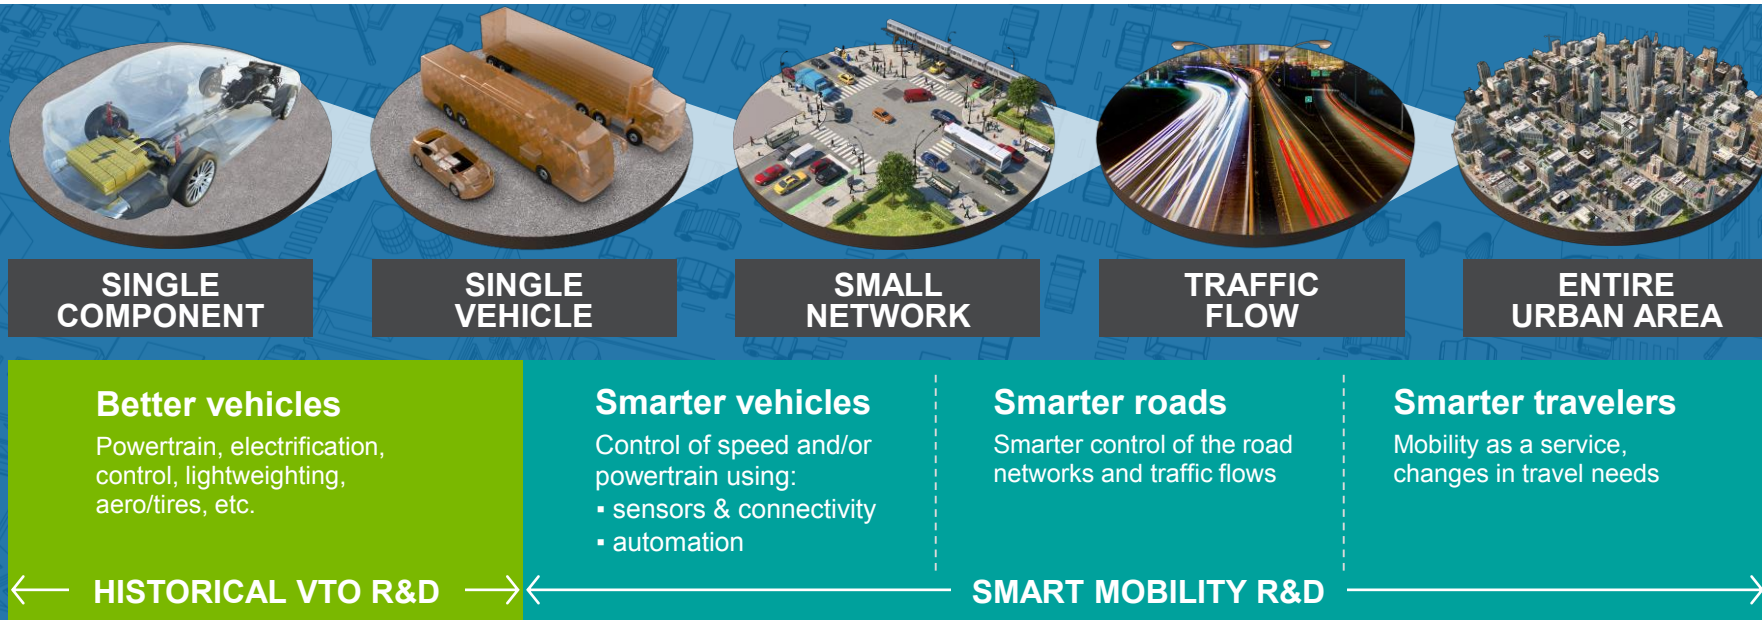 SINGLE
COMPONENT
SINGLE
VEHICLE
SMALL
NETWORK
TRAFFIC
FLOW
ENTIRE
URBAN AREA
Better vehicles
Powertrain, electrification,
control, lightweighting,
aero/tires, etc.
Smarter vehicles
Control of speed and/or
powertrain using:
▪ sensors & connectivity
▪ automation
Smarter roads
Smarter control of the road
networks and traffic flows
Smarter travelers
Mobility as a service,
changes in travel needs
HISTORICAL VTO R&D
SMART MOBILITY R&D